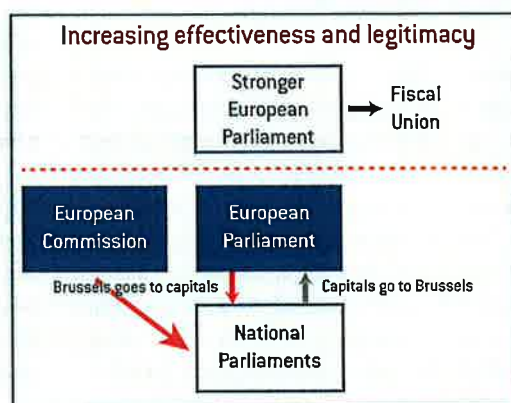 Increasing effectiveness and legitimacy
Stronger
European
Parliament
Fiscal
Union
European
Commission
European
Parliament
Brussels goes to capitals
Capitals go to Brussels
National
Parliaments